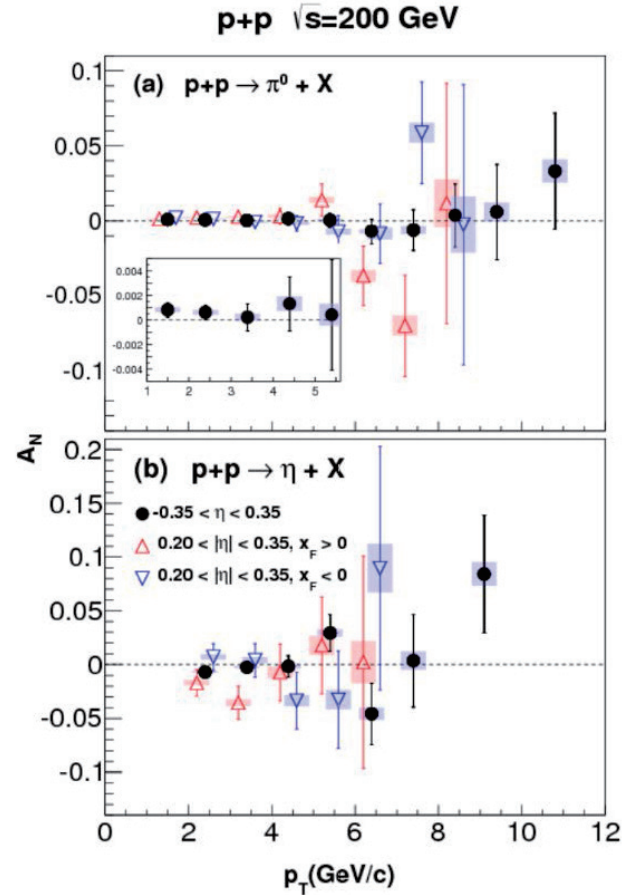 p+p √s=200 GeV
(a) p+p → π⁰ + X
0.1
0.05
0
-0.05
-0.1
0.004
0.002
0
-0.002
-0.004
1 2 3 4 5
A_N
(b) p+p → η + X
-0.35 < η < 0.35
0.20 < |η| < 0.35, x_F > 0
0.20 < |η| < 0.35, x_F < 0
0.2
0.15
0.1
0.05
0
-0.05
-0.1
0 2 4 6 8 10 12
p_T(GeV/c)